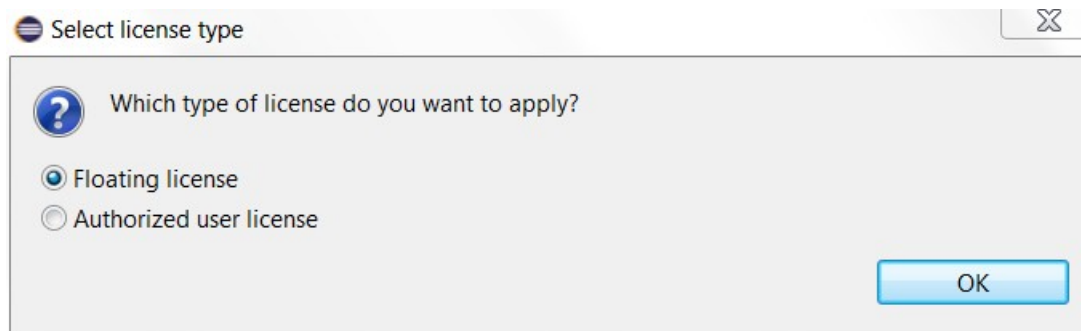 Select license type
Which type of license do you want to apply?
Floating license
Authorized user license
OK